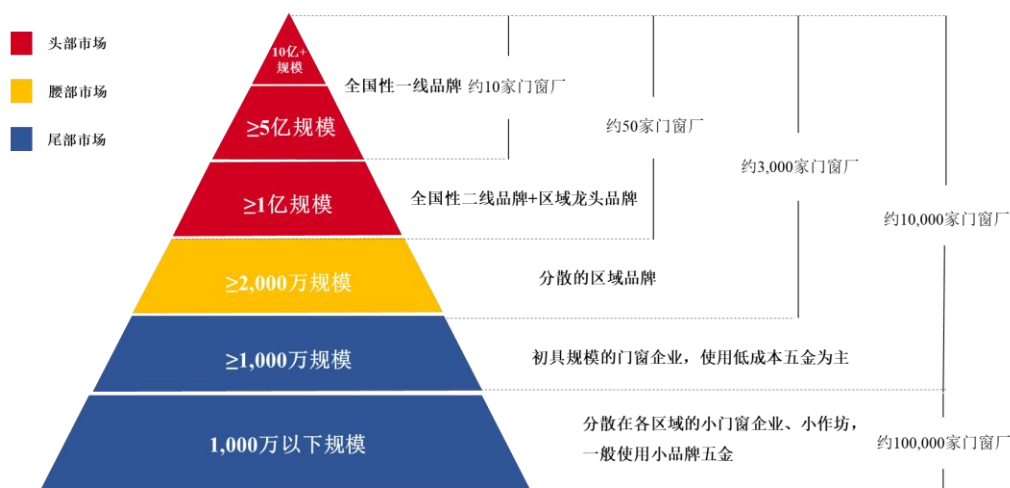 头部市场
腰部市场
尾部市场
10亿+
规模
全国性一线品牌
约10家门窗厂
≥5亿规模
约50家门窗厂
约3,000家门窗厂
≥1亿规模
全国性二线品牌+区域龙头品牌
约10,000家门窗厂
≥2,000万规模
分散的区域品牌
≥1,000万规模
初具规模的门窗企业，使用低成本五金为主
1,000万以下规模
分散在各区域的小门窗企业、小作坊，
一般使用小品牌五金
约100,000家门窗厂